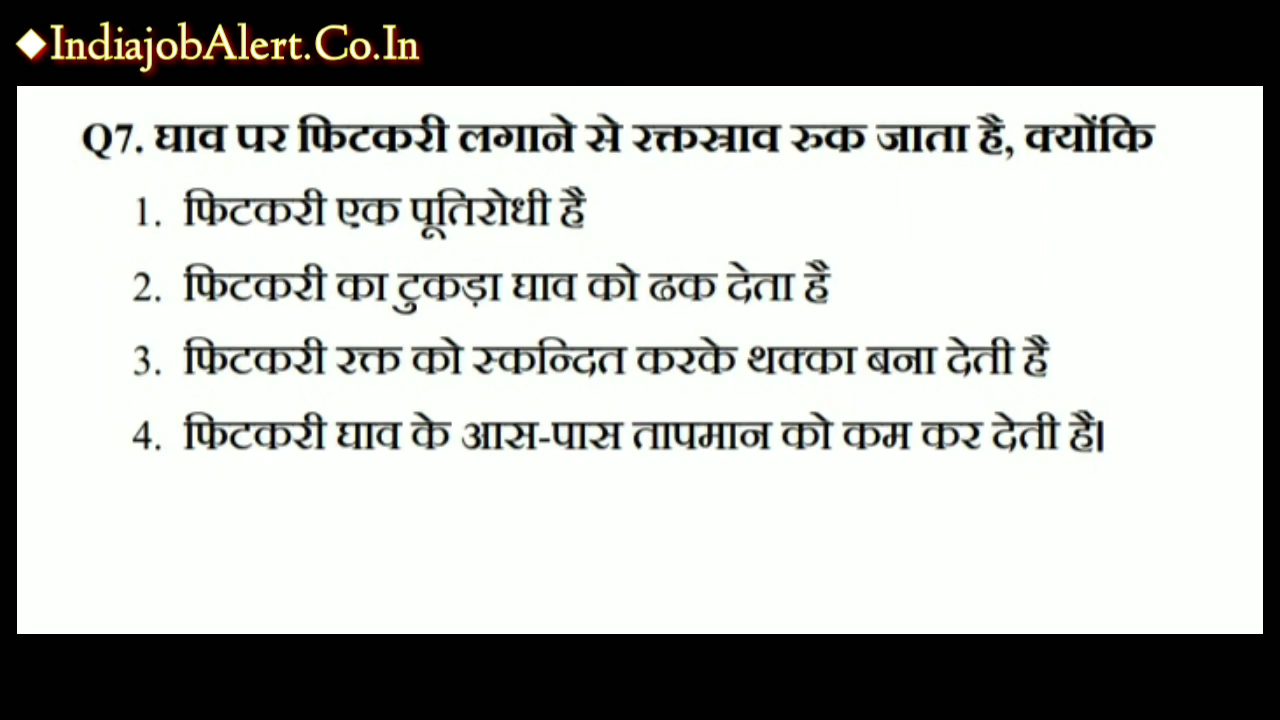 ◆IndiajobAlert.Co.In
Q7. घाव पर फिटकरी लगाने से रक्तस्राव रुक जाता है, क्योंकि
1. फिटकरी एक पूतिरोधी है
2. फिटकरी का टुकड़ा घाव को ढक देता है
3. फिटकरी रक्त को स्कन्दित करके थक्का बना देती है
4. फिटकरी घाव के आस-पास तापमान को कम कर देती है।